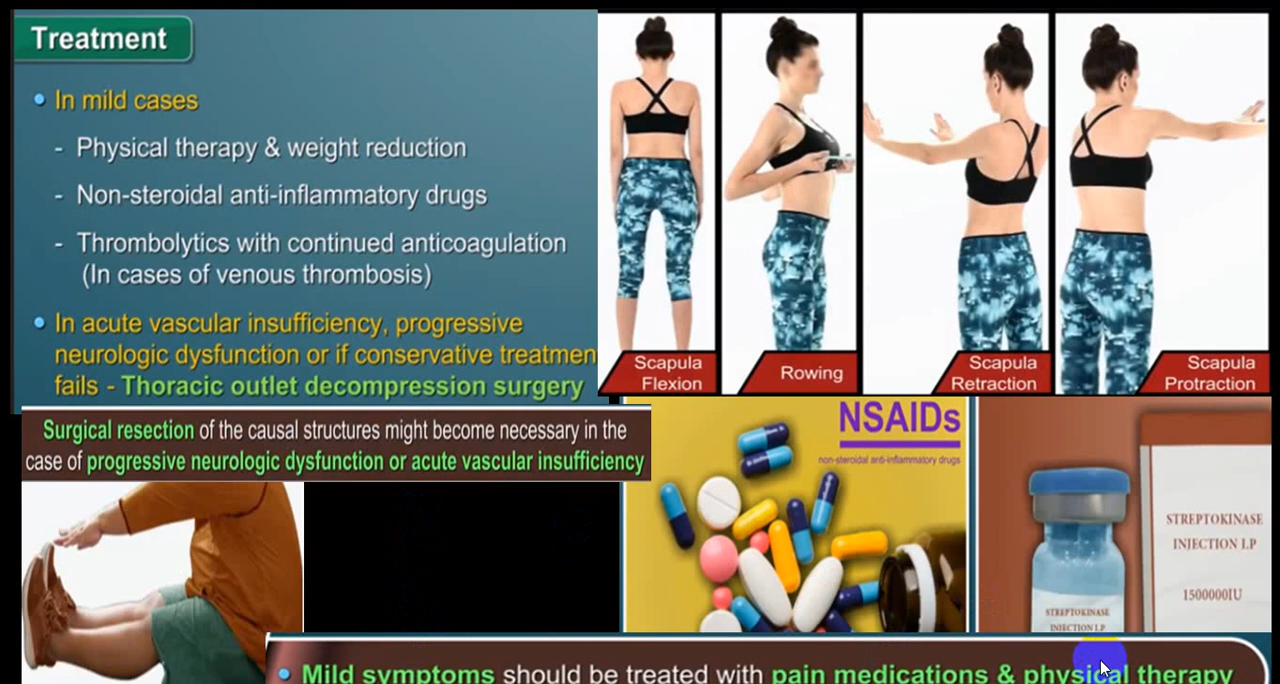 Treatment
• In mild cases
- Physical therapy & weight reduction
- Non-steroidal anti-inflammatory drugs
- Thrombolytics with continued anticoagulation
(In cases of venous thrombosis)
• In acute vascular insufficiency, progressive
neurologic dysfunction or if conservative treatmen
fails - Thoracic outlet decompression surgery
Scapula
Flexion
Rowing
Scapula
Retraction
Scapula
Protraction
Surgical resection of the causal structures might become necessary in the
case of progressive neurologic dysfunction or acute vascular insufficiency
NSAIDs
non-steroidal anti-inflammatory drugs
STREPTOKINASE
INJECTION I.P
1500000IU
STREPTOKINASE
INJECTION I.P
• Mild symptoms should be treated with pain medications & physical therapy